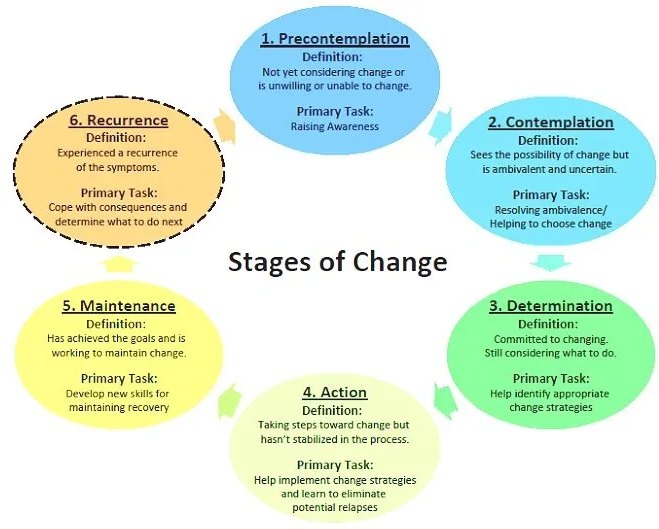 1. Precontemplation
Definition:
Not yet considering change or
is unwilling or unable to change.
Primary Task:
Raising Awareness
2. Contemplation
Definition:
Sees the possibility of change but
is ambivalent and uncertain.
Primary Task:
Resolving ambivalence/
Helping to choose change
3. Determination
Definition:
Committed to changing.
Still considering what to do.
Primary Task:
Help identify appropriate
change strategies
4. Action
Definition:
Taking steps toward change but
hasn't stabilized in the process.
Primary Task:
Help implement change strategies
and learn to eliminate
potential relapses
5. Maintenance
Definition:
Has achieved the goals and is
working to maintain change.
Primary Task:
Develop new skills for
maintaining recovery
6. Recurrence
Definition:
Experienced a recurrence
of the symptoms.
Primary Task:
Cope with consequences and
determine what to do next
Stages of Change